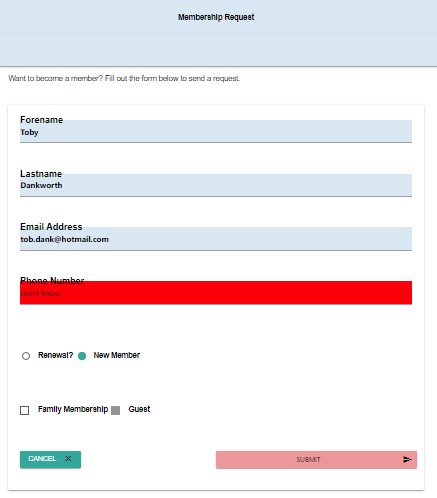 Membership Request
Want to become a member? Fill out the form below to send a request.
Forename
Toby
Lastname
Dankworth
Email Address
tob.dank@hotmail.com
Phone Number
don't know
Renewal? New Member
Family Membership Guest
CANCEL SUBMIT